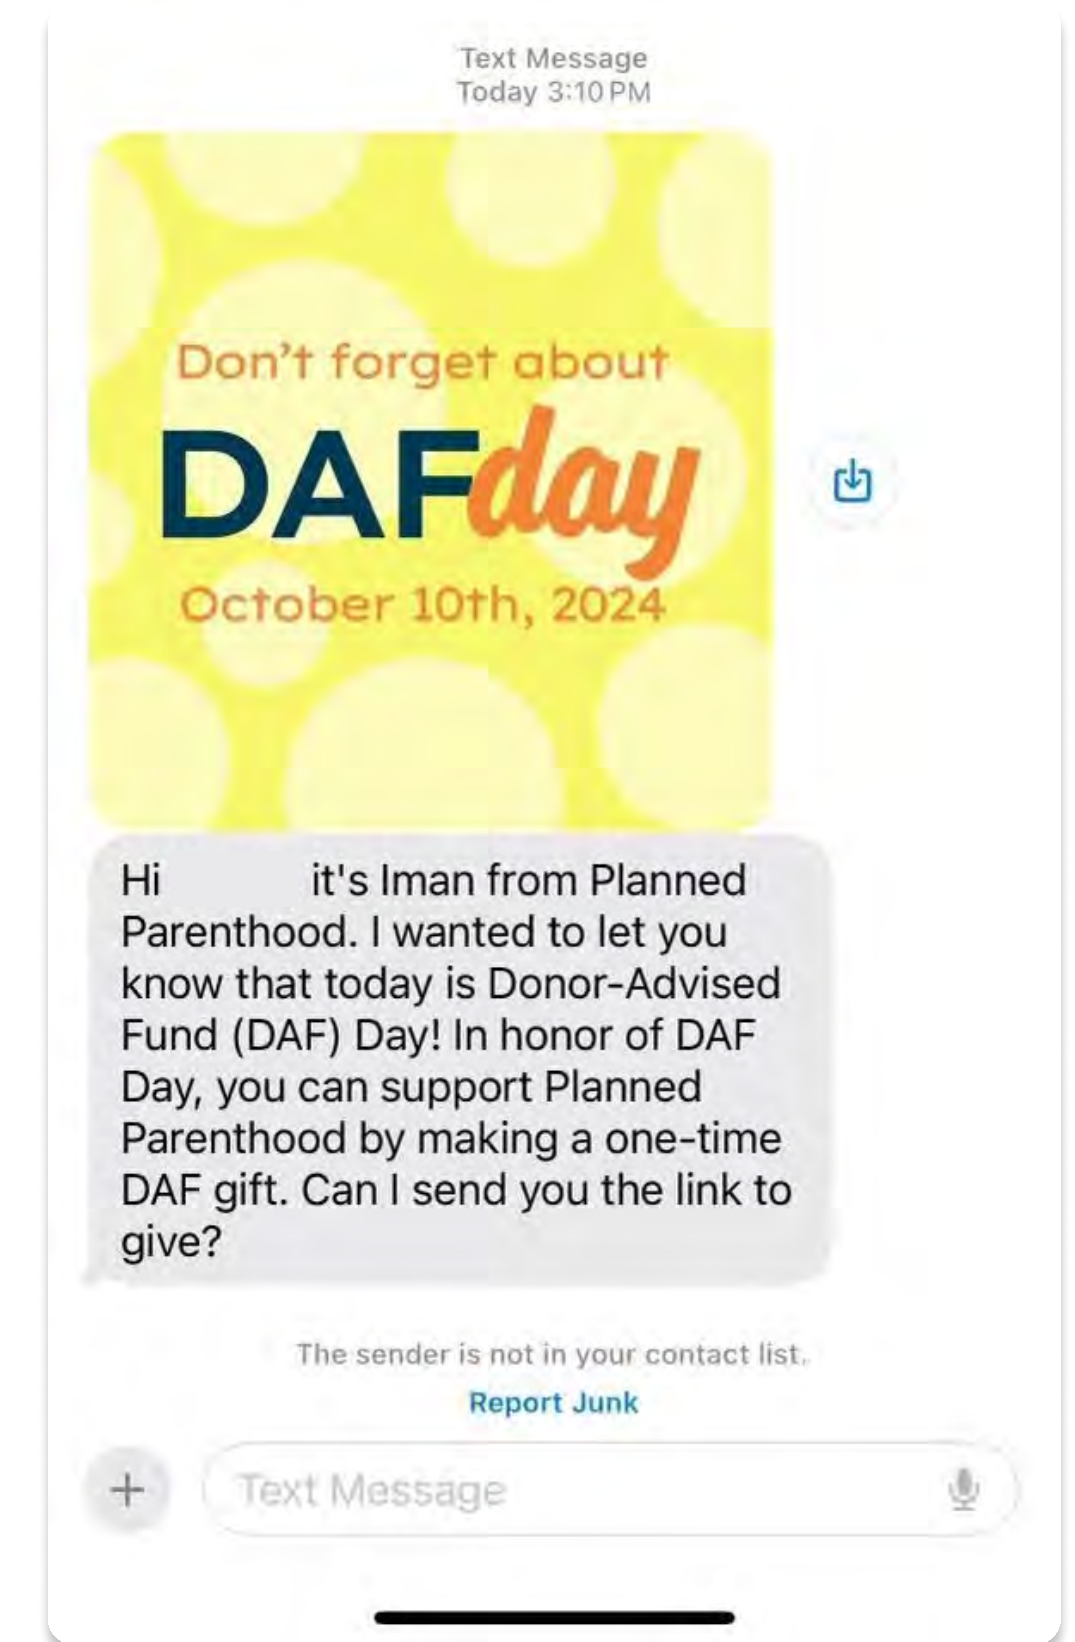 Text Message
Today 3:10 PM
Don't forget about
DAFday
October 10th, 2024
Hi it's Iman from Planned
Parenthood. I wanted to let you
know that today is Donor-Advised
Fund (DAF) Day! In honor of DAF
Day, you can support Planned
Parenthood by making a one-time
DAF gift. Can I send you the link to
give?
The sender is not in your contact list.
Report Junk
Text Message